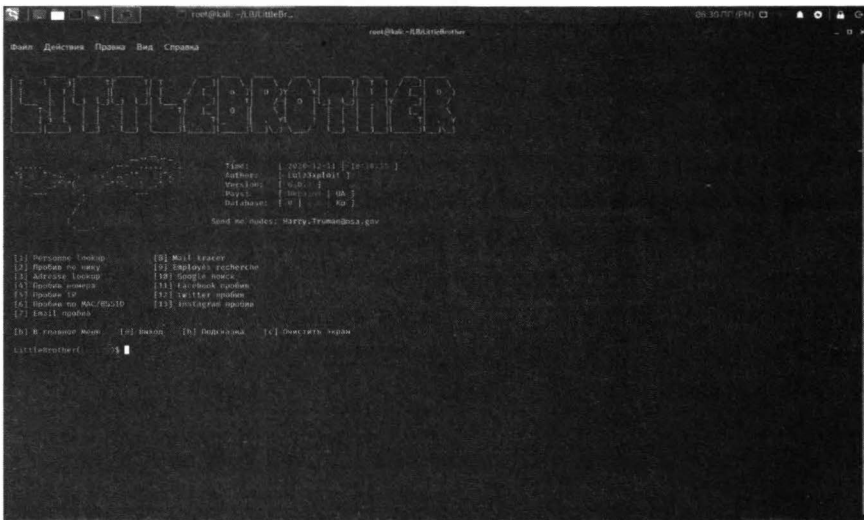 root@kali: ~/LB/LittleBr...
root@kali: ~/LB/LittleBrother
Файл Действия Правка Вид Справка
LITTLEBROTHER
Time:
Author:
Version:
Pays:
Database:
Send me nudes: Harry.Truman@nsa.gov
[1] Personne lookup [8] Mail tracer
[2] Пробив по нику [9] Employés recherche
[3] Adresse lookup [10] Google поиск
[4] Пробив номера [11] Facebook пробив
[5] Пробив IP [12] Twitter пробив
[6] Пробив по MAC/BSSID [13] Instagram пробив
[7] Email пробив
[b] В главное меню [e] Выход [h] Подсказка [c] Очистить экран